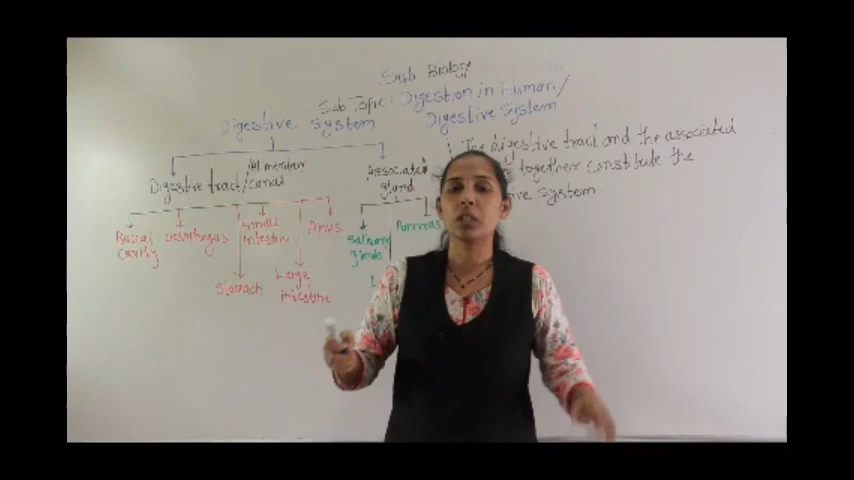 Sub Biology
Sub Topic: Digestion in Human/
Digestive System
Digestive System
Digestive tract/Alimentary
canal
Associated
gland
Buccal
cavity
Oesophagus
Small
Intestine
Anus
Stomach
Large
intestine
Salivary
glands
Pancreas
The digestive tract and the associated
together constitute the
system.